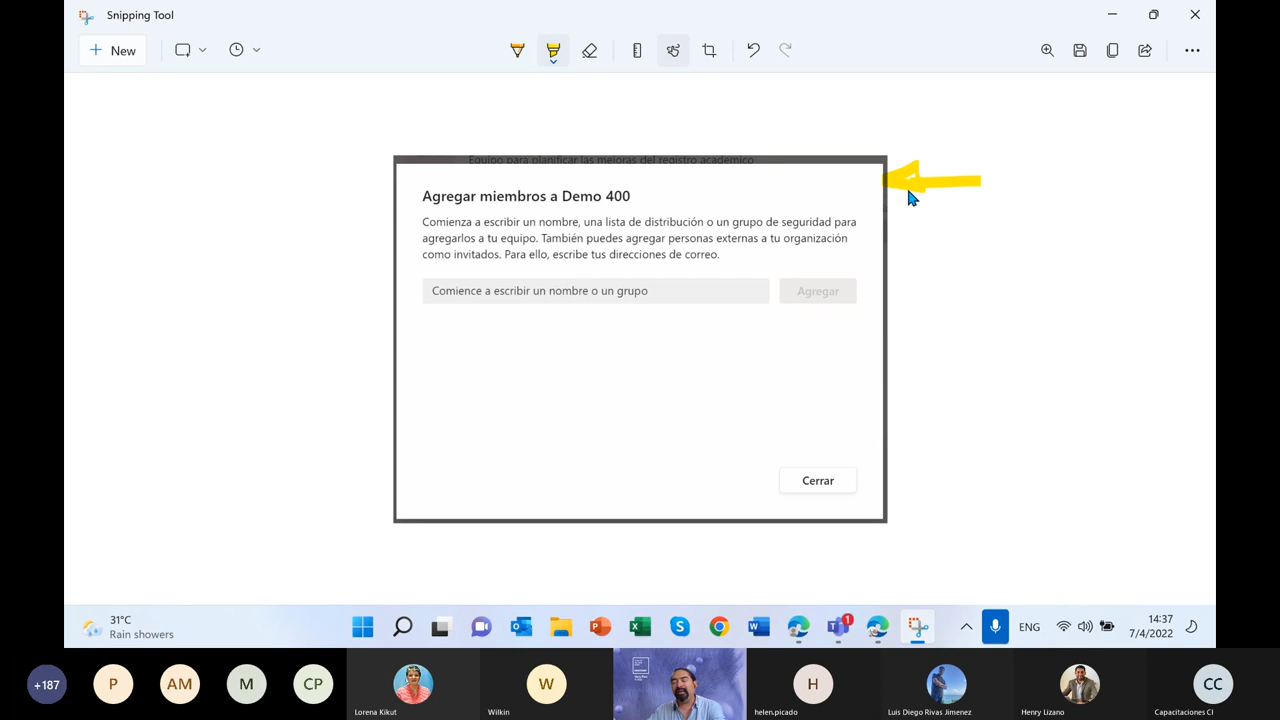 Snipping Tool
New
Equipo para planificar las mejoras del registro académico
Agregar miembros a Demo 400
Comienza a escribir un nombre, una lista de distribución o un grupo de seguridad para
agregarlos a tu equipo. También puedes agregar personas externas a tu organización
como invitados. Para ello, escribe tus direcciones de correo.
Comience a escribir un nombre o un grupo
Agregar
Cerrar
31°C
Rain showers
1
ENG
14:37
7/4/2022
+187
P
AM
M
CP
Lorena Kikut
W
Wilkin
H
helen.picado
Luis Diego Rivas Jimenez
Henry Lizano
CC
Capacitaciones CI